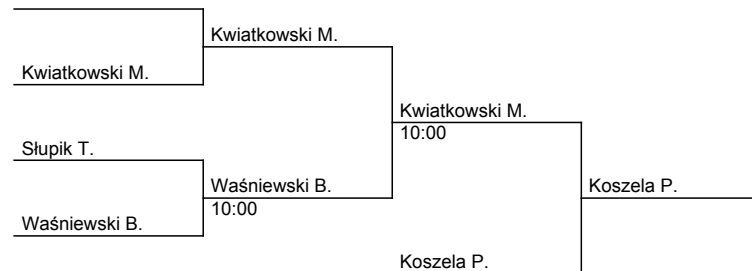 Kwiatkowski M.
Kwiatkowski M.
Kwiatkowski M.
10:00
Słupik T.
Waśniewski B.
10:00
Koszela P.
Waśniewski B.
Koszela P.